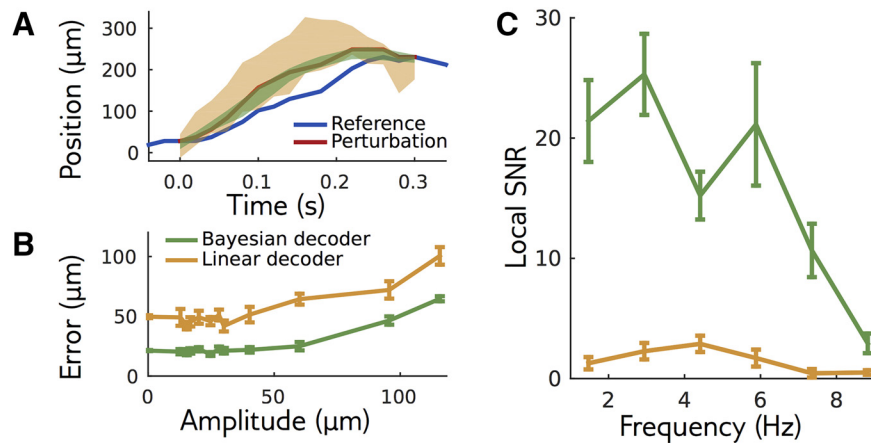 A
Position (μm)
300
200
100
0
Reference
Perturbation
0.0 0.1 0.2 0.3
Time (s)
B
Error (μm)
100
50
0
Bayesian decoder
Linear decoder
0 50 100
Amplitude (μm)
C
Local SNR
30
20
10
0
2 4 6 8
Frequency (Hz)